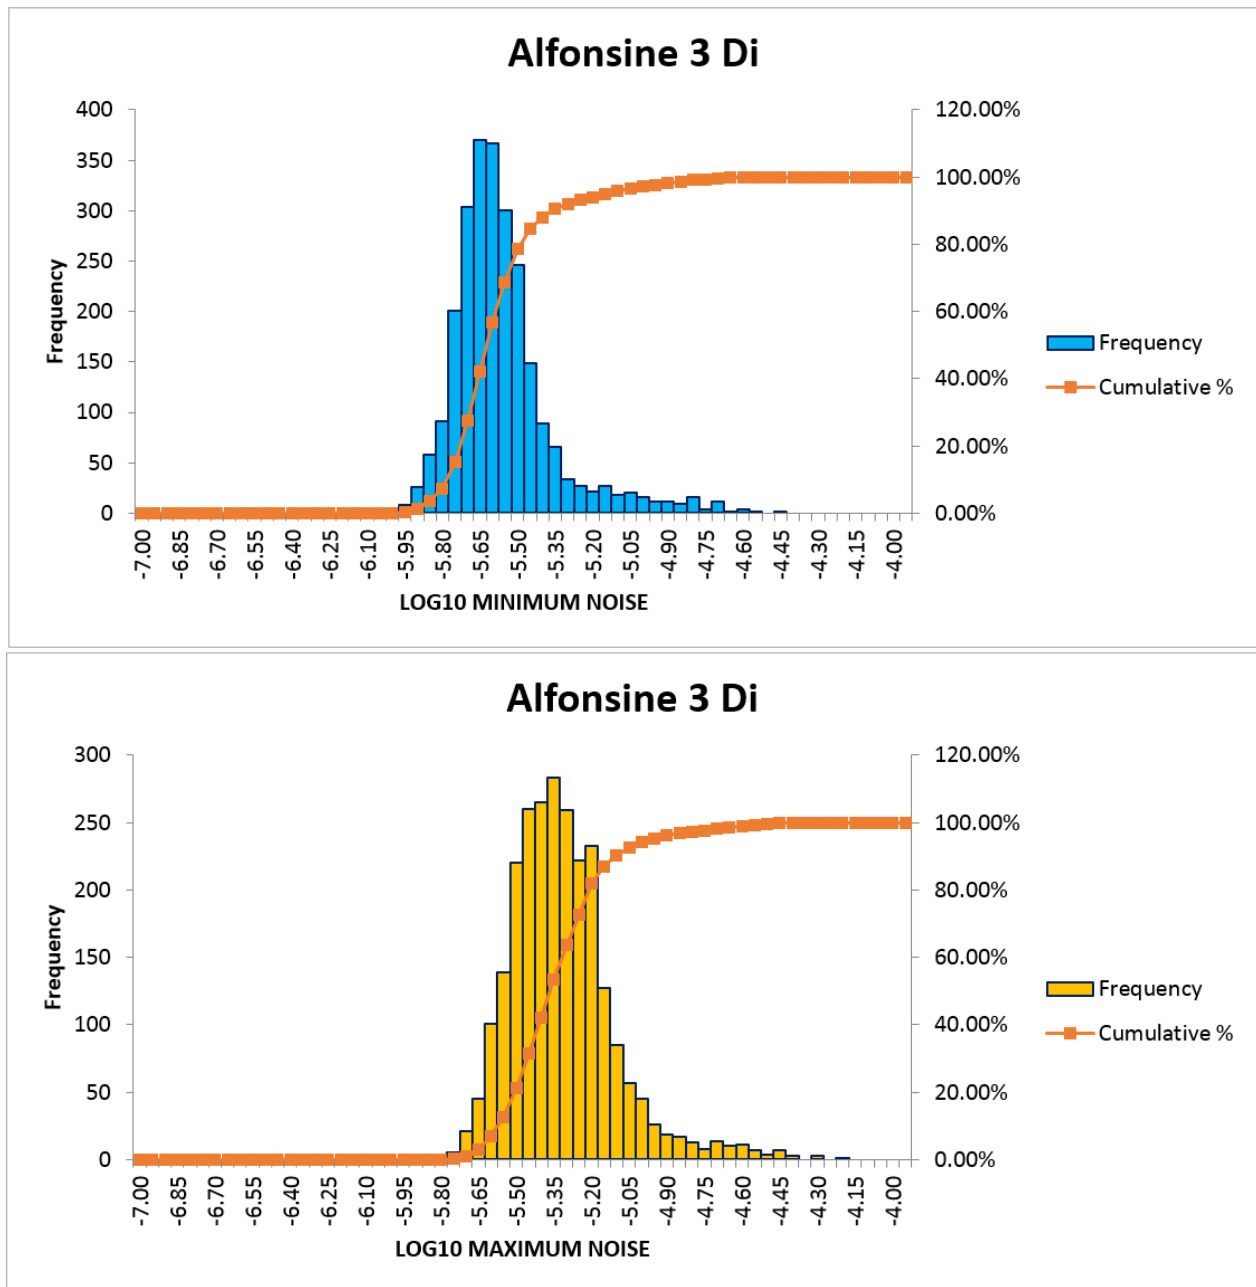 Alfonsine 3 Di
400
350
300
250
200
150
100
50
0
Frequency
120.00%
100.00%
80.00%
60.00%
40.00%
20.00%
0.00%
Frequency
Cumulative %
-7.00 -6.85 -6.70 -6.55 -6.40 -6.25 -6.10 -5.95 -5.80 -5.65 -5.50 -5.35 -5.20 -5.05 -4.90 -4.75 -4.60 -4.45 -4.30 -4.15 -4.00
LOG10 MINIMUM NOISE
Alfonsine 3 Di
300
250
200
150
100
50
0
Frequency
120.00%
100.00%
80.00%
60.00%
40.00%
20.00%
0.00%
Frequency
Cumulative %
-7.00 -6.85 -6.70 -6.55 -6.40 -6.25 -6.10 -5.95 -5.80 -5.65 -5.50 -5.35 -5.20 -5.05 -4.90 -4.75 -4.60 -4.45 -4.30 -4.15 -4.00
LOG10 MAXIMUM NOISE